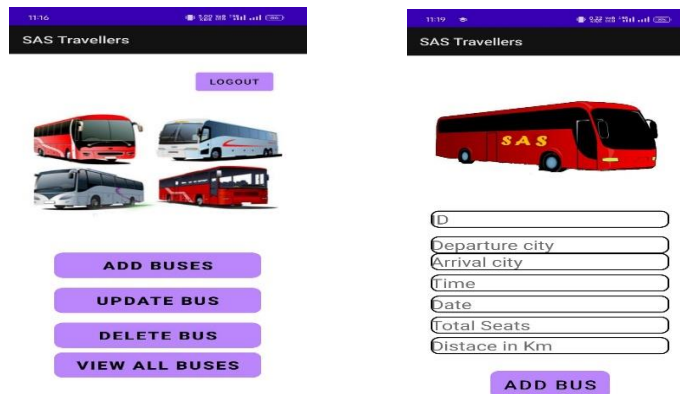 11:16
SAS Travellers
LOGOUT
ADD BUSES
UPDATE BUS
DELETE BUS
VIEW ALL BUSES
11:19
SAS Travellers
SAS
ID
Departure city
Arrival city
Time
Date
Total Seats
Distace in Km
ADD BUS